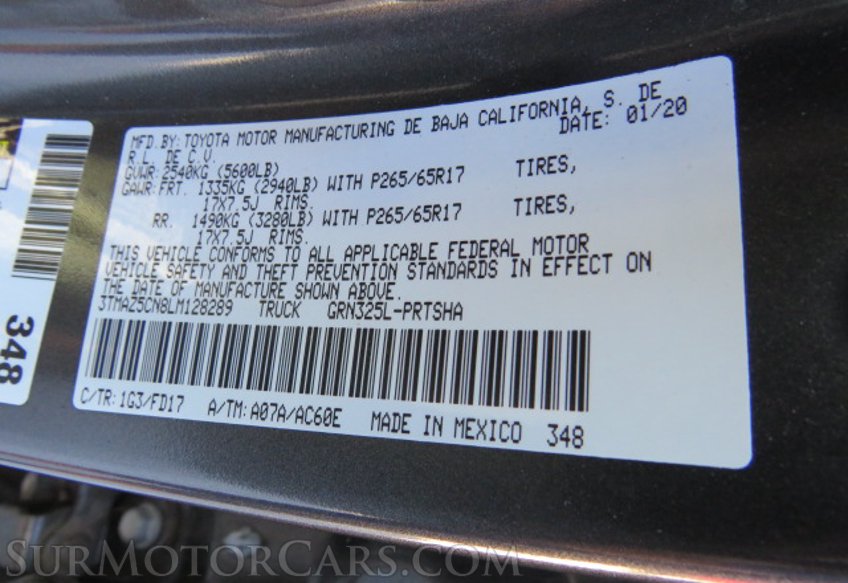 MFD. BY: TOYOTA MOTOR MANUFACTURING DE BAJA CALIFORNIA, S. DE
R.L. DE C.V. DATE: 01/20
GVWR: 2540KG (5600LB)
GAWR: FRT. 1335KG (2940LB) WITH P265/65R17 TIRES,
17X7.5J RIMS.
RR. 1490KG (3280LB) WITH P265/65R17 TIRES,
17X7.5J RIMS.
THIS VEHICLE CONFORMS TO ALL APPLICABLE FEDERAL MOTOR
VEHICLE SAFETY AND THEFT PREVENTION STANDARDS IN EFFECT ON
THE DATE OF MANUFACTURE SHOWN ABOVE.
3TMAZ5CN8LM128289 TRUCK GRN325L-PRTSHA
C/TR: 1G3/FD17 A/TM: A07A/AC60E MADE IN MEXICO 348
348
SURMOTORCARS.COM